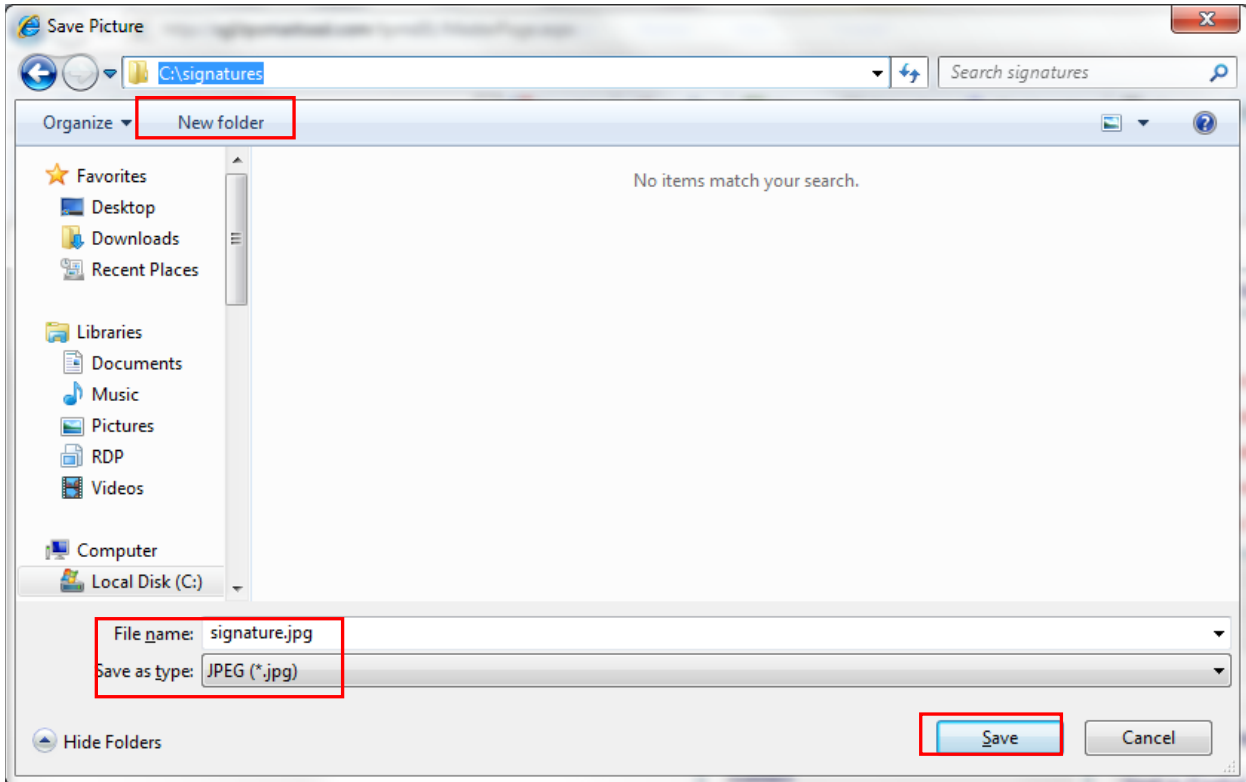 Save Picture
C:\signatures
Search signatures
Organize
New folder
Favorites
Desktop
Downloads
Recent Places
Libraries
Documents
Music
Pictures
RDP
Videos
Computer
Local Disk (C:)
No items match your search.
File name: signature.jpg
Save as type: JPEG (*.jpg)
Hide Folders
Save
Cancel